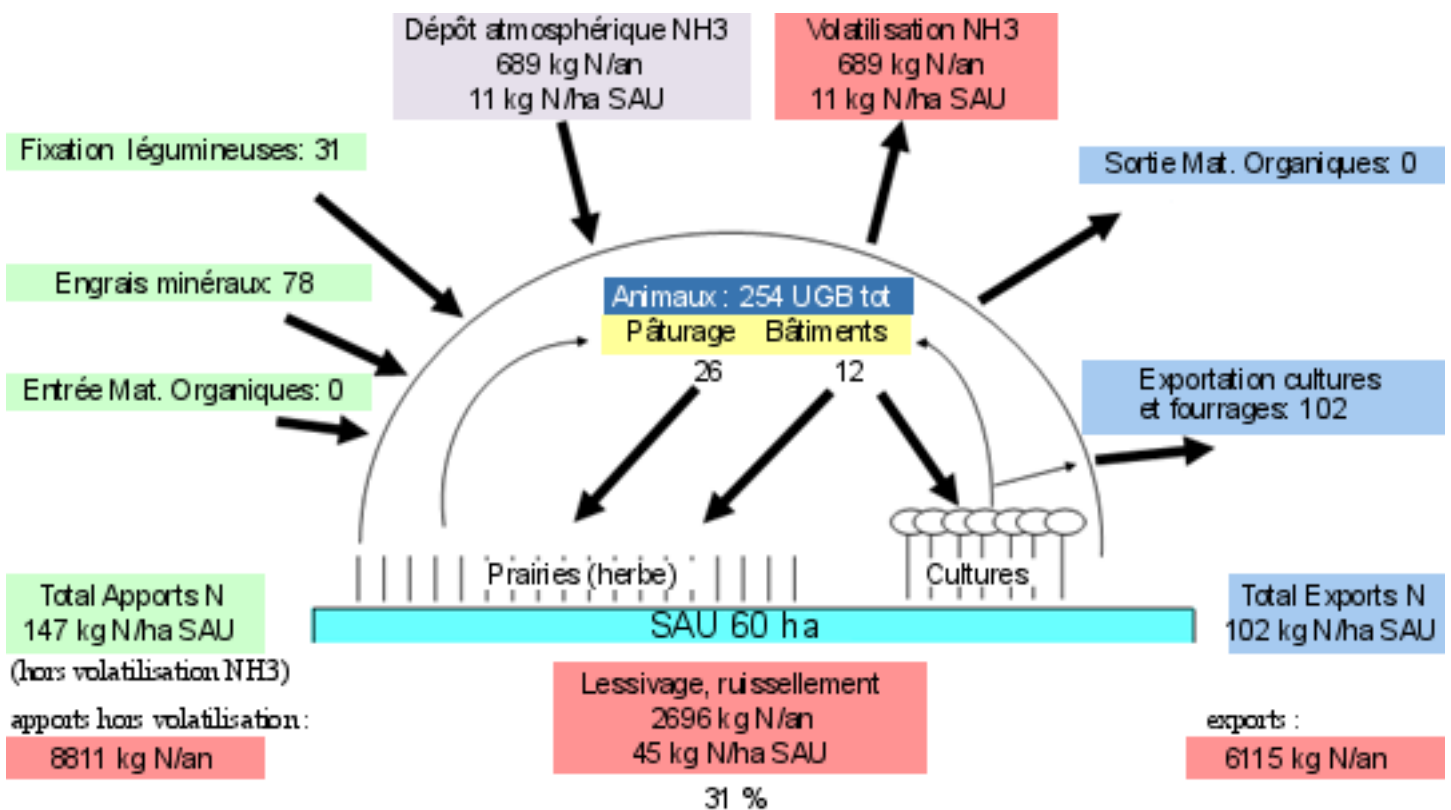 Dépôt atmosphérique NH3
689 kg N/an
11 kg N/ha SAU
Volatilisation NH3
689 kg N/an
11 kg N/ha SAU
Fixation légumineuses: 31
Sortie Mat. Organiques: 0
Engrais minéraux: 78
Animaux : 254 UGB tot
Pâturage Bâtiments
26 12
Entrée Mat. Organiques: 0
Exportation cultures
et fourrages: 102
Prairies (herbe)
Cultures
Total Apports N
147 kg N/ha SAU
(hors volatilisation NH3)
SAU 60 ha
Total Exports N
102 kg N/ha SAU
Lessivage, ruissellement
2696 kg N/an
45 kg N/ha SAU
31 %
apports hors volatilisation :
8811 kg N/an
exports :
6115 kg N/an